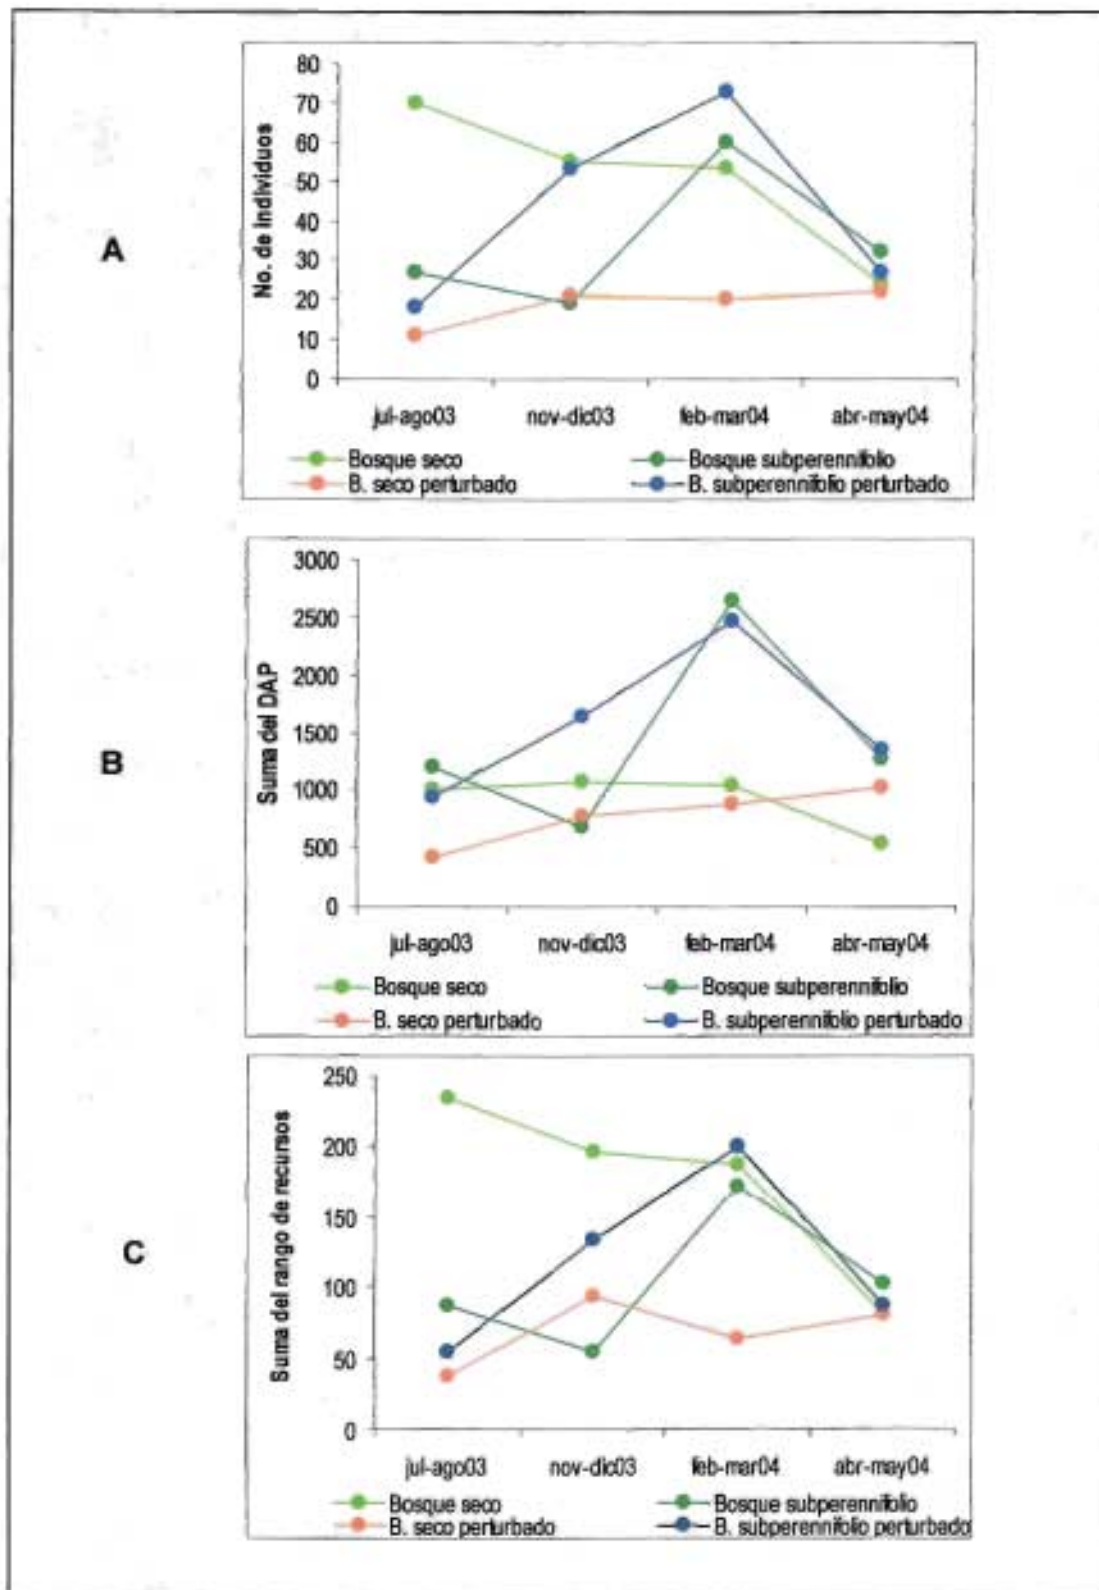 A
No. de individuos
80
70
60
50
40
30
20
10
0
jul-ago03 nov-dic03 feb-mar04 abr-may04
Bosque seco Bosque subperennifolio
B. seco perturbado B. subperennifolio perturbado
B
Suma del DAP
3000
2500
2000
1500
1000
500
0
jul-ago03 nov-dic03 feb-mar04 abr-may04
Bosque seco Bosque subperennifolio
B. seco perturbado B. subperennifolio perturbado
C
Suma del rango de recursos
250
200
150
100
50
0
jul-ago03 nov-dic03 feb-mar04 abr-may04
Bosque seco Bosque subperennifolio
B. seco perturbado B. subperennifolio perturbado